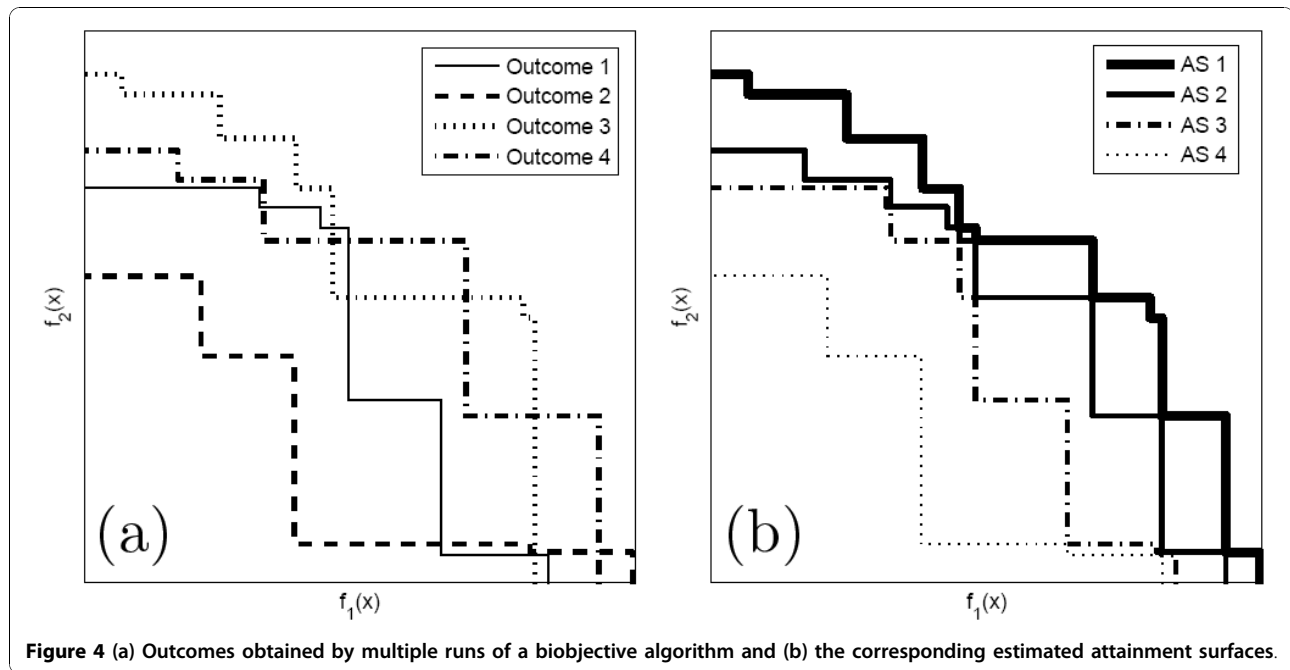 Outcome 1
Outcome 2
Outcome 3
Outcome 4
f2(x)
(a)
f1(x)
AS 1
AS 2
AS 3
AS 4
f2(x)
(b)
f1(x)
Figure 4 (a) Outcomes obtained by multiple runs of a biobjective algorithm and (b) the corresponding estimated attainment surfaces.